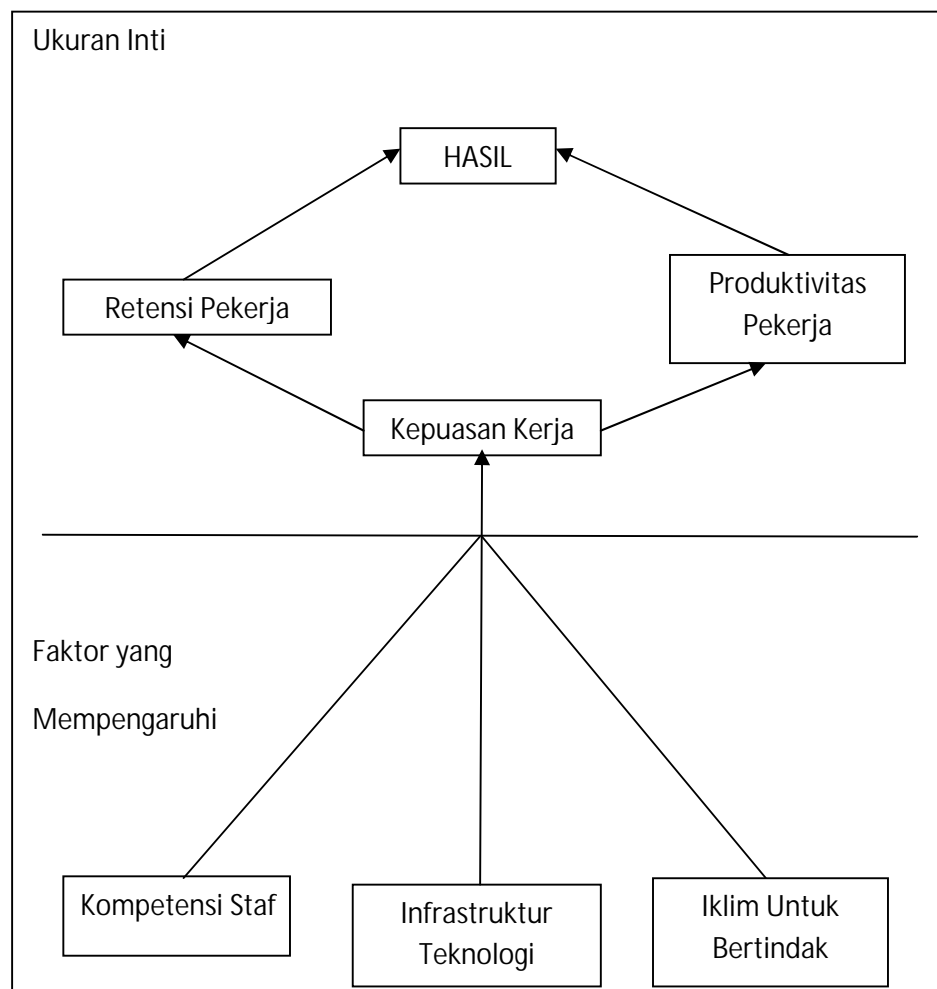 Ukuran Inti
HASIL
Retensi Pekerja
Produktivitas
Pekerja
Kepuasan Kerja
Faktor yang
Mempengaruhi
Kompetensi Staf
Infrastruktur
Teknologi
Iklim Untuk
Bertindak